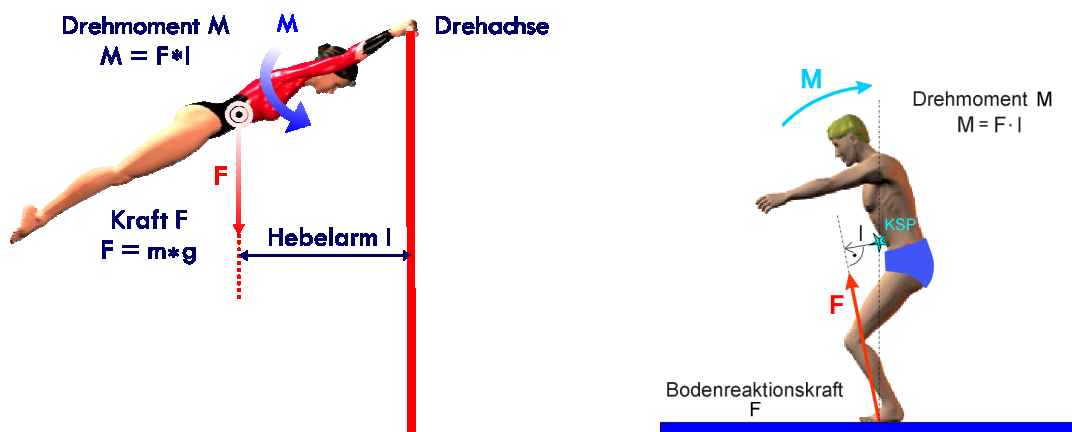 Drehmoment M
M = F*l
M
Drehachse
F
Kraft F
F = m*g
Hebelarm l
M
Drehmoment M
M = F· l
KSP
l
F
Bodenreaktionskraft
F